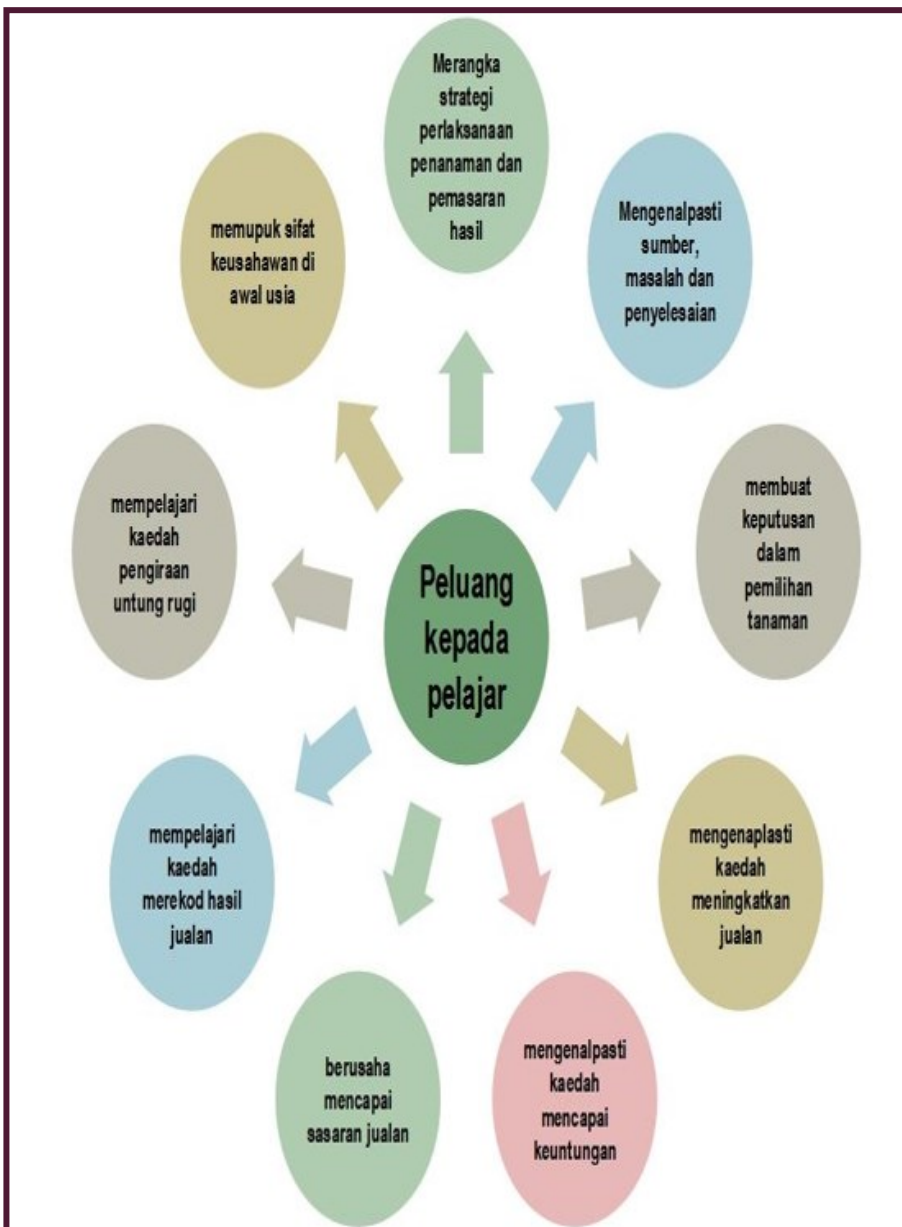 Merangka
strategi
perlaksanaan
penanaman dan
pemasaran
hasil
Mengenalpasti
sumber,
masalah dan
penyelesaian
membuat
keputusan
dalam
pemilihan
tanaman
mengenaplasti
kaedah
meningkatkan
jualan
mengenalpasti
kaedah
mencapai
keuntungan
berusaha
mencapai
sasaran jualan
mempelajari
kaedah
merekod hasil
jualan
mempelajari
kaedah
pengiraan
untung rugi
memupuk sifat
keusahawan di
awal usia
Peluang
kepada
pelajar